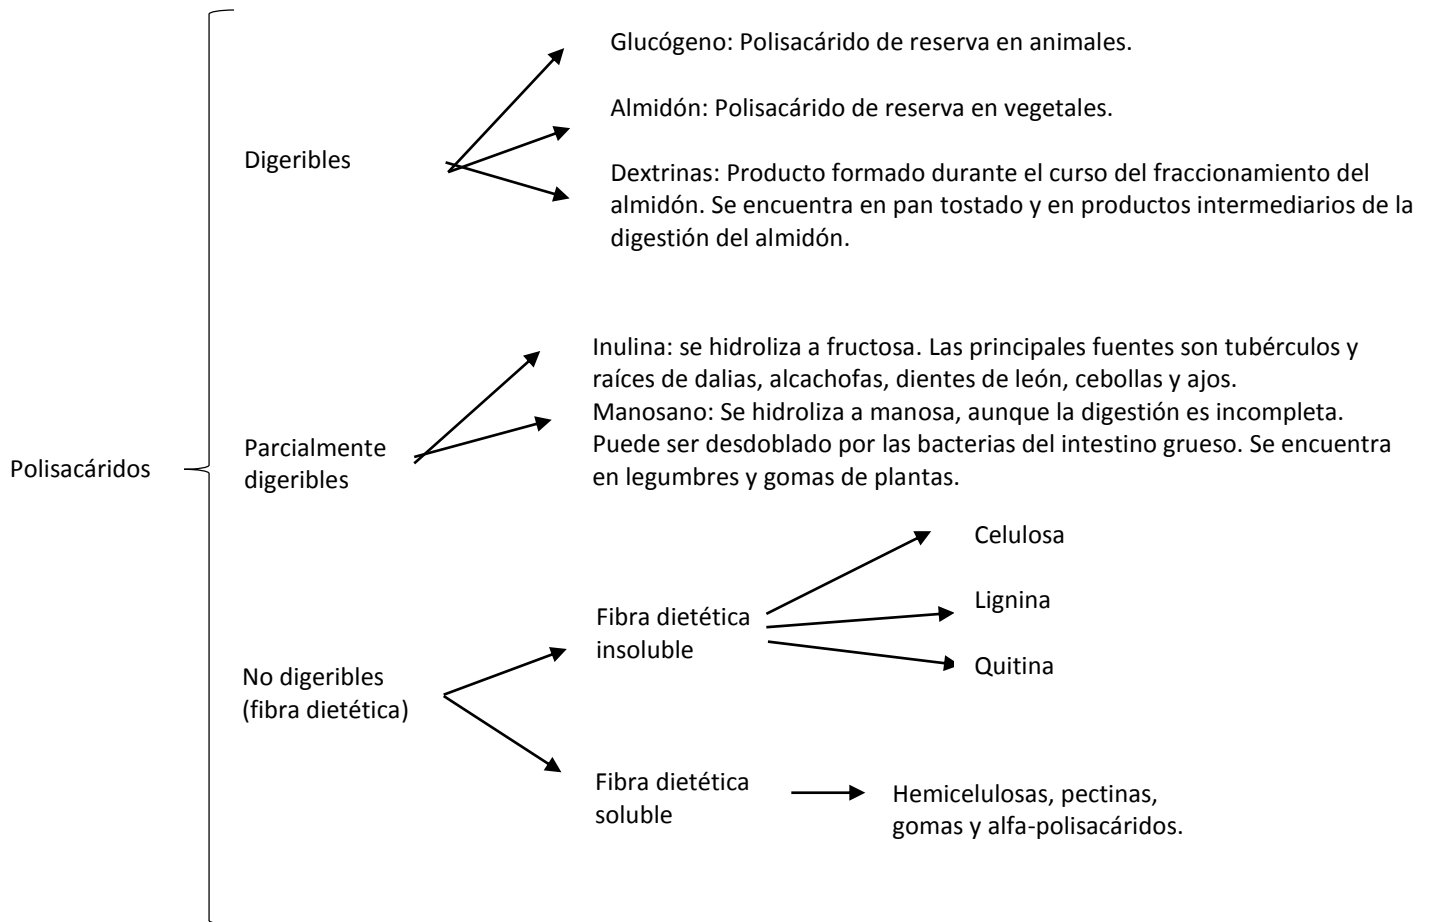 Polisacáridos
Digeribles
Glucógeno: Polisacárido de reserva en animales.
Almidón: Polisacárido de reserva en vegetales.
Dextrinas: Producto formado durante el curso del fraccionamiento del
almidón. Se encuentra en pan tostado y en productos intermediarios de la
digestión del almidón.
Parcialmente
digeribles
Inulina: se hidroliza a fructosa. Las principales fuentes son tubérculos y
raíces de dalias, alcachofas, dientes de león, cebollas y ajos.
Manosano: Se hidroliza a manosa, aunque la digestión es incompleta.
Puede ser desdoblado por las bacterias del intestino grueso. Se encuentra
en legumbres y gomas de plantas.
No digeribles
(fibra dietética)
Fibra dietética
insoluble
Celulosa
Lignina
Quitina
Fibra dietética
soluble
Hemicelulosas, pectinas,
gomas y alfa-polisacáridos.